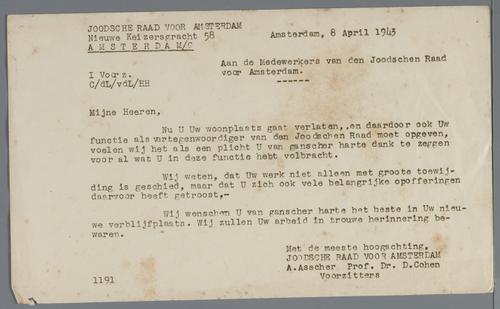 JOODSCHE RAAD VOOR AMSTERDAM
Nieuwe Keizersgracht 58
AMSTERDAM/C
Amsterdam, 8 April 1943
Aan de Medewerkers van den Joodschen Raad
voor Amsterdam.
------
I Voorz.
C/dL/vdL/HH
Mijne Heeren,
Nu U Uw woonplaats gaat verlaten,.en daardoor ook Uw
functie als vrtegenwoordiger van den Joodschen Raad moet opgeven,
voelen wij het als een plicht U van ganscher harte dank te zeggen
voor al wat U in deze functie hebt volbracht.
Wij weten, dat Uw werk niet alleen met groote toewij-
ding is geschied, maar dat U zich ook vele belangrijke opofferingen
daarvoor heeft getroost,-
Wij wenschen U van ganscher harte het beste in Uw nieu-
we verblijfplaats. Wij zullen Uw arbeid in trouwe herinnering be-
waren.
Met de meeste hoogachting,
JOODSCHE RAAD VOOR AMSTERDAM
A.Asscher Prof. Dr. D.Cohen
Voorzitters
1191